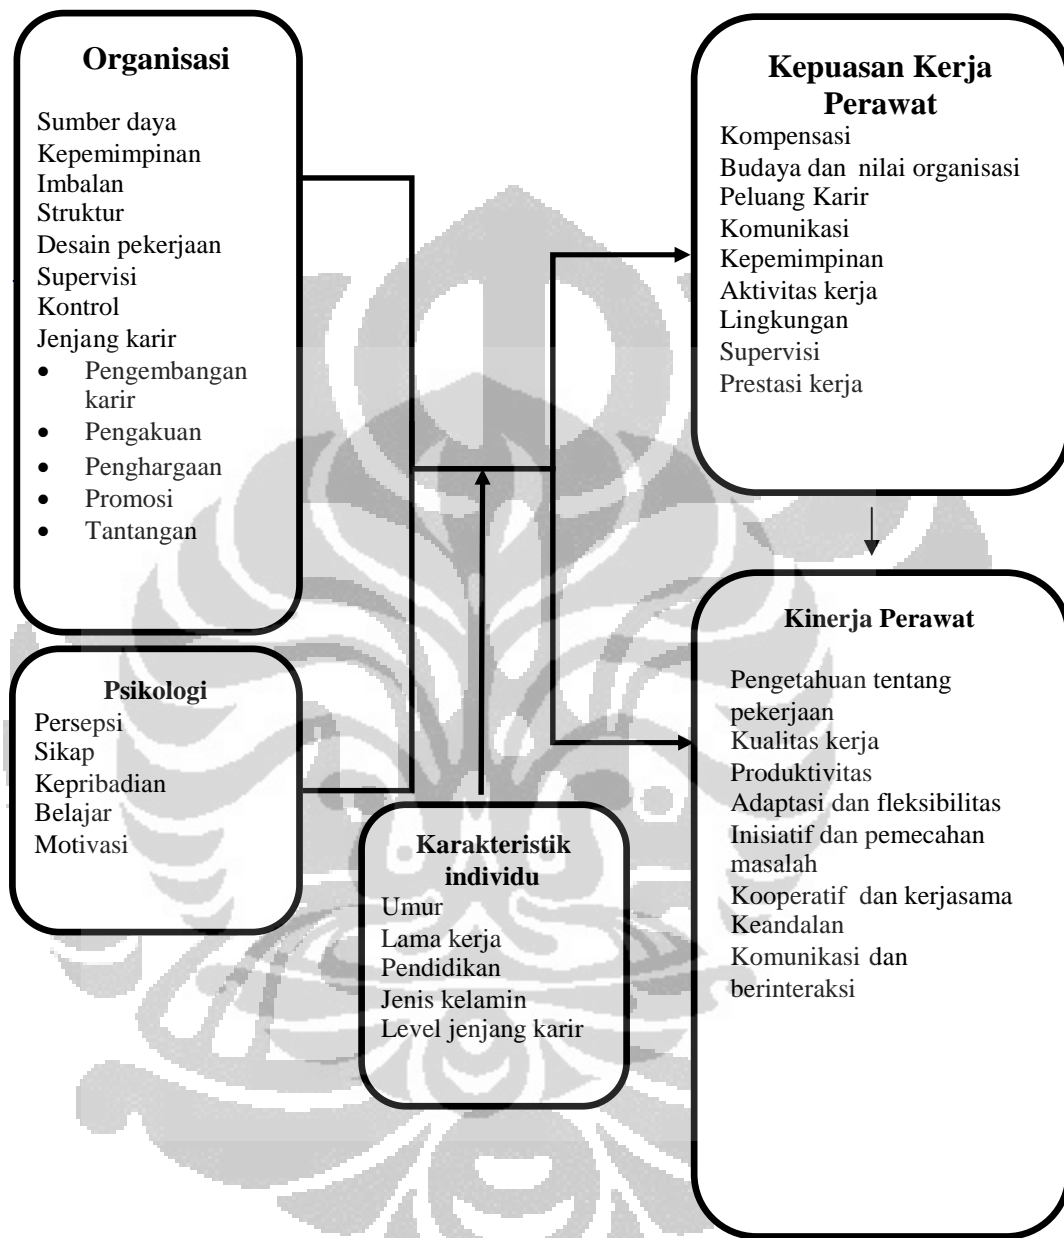 Organisasi
Sumber daya
Kepemimpinan
Imbalan
Struktur
Desain pekerjaan
Supervisi
Kontrol
Jenjang karir
• Pengembangan
karir
• Pengakuan
• Penghargaan
• Promosi
• Tantangan
Psikologi
Persepsi
Sikap
Kepribadian
Belajar
Motivasi
Karakteristik
individu
Umur
Lama kerja
Pendidikan
Jenis kelamin
Level jenjang karir
Kepuasan Kerja
Perawat
Kompensasi
Budaya dan nilai organisasi
Peluang Karir
Komunikasi
Kepemimpinan
Aktivitas kerja
Lingkungan
Supervisi
Prestasi kerja
Kinerja Perawat
Pengetahuan tentang
pekerjaan
Kualitas kerja
Produktivitas
Adaptasi dan fleksibilitas
Inisiatif dan pemecahan
masalah
Kooperatif dan kerjasama
Keandalan
Komunikasi dan
berinteraksi